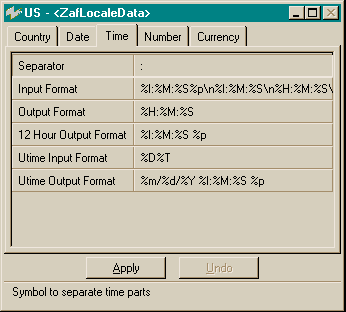 US - <ZafLocaleData>
Country Date Time Number Currency
Separator :
Input Format %I:%M:%S%p\n%I:%M:%S\n%H:%M:%S\
Output Format %H:%M:%S
12 Hour Output Format %I:%M:%S %p
Utime Input Format %D%T
Utime Output Format %m/%d/%Y %I:%M:%S %p
Apply Undo
Symbol to separate time parts